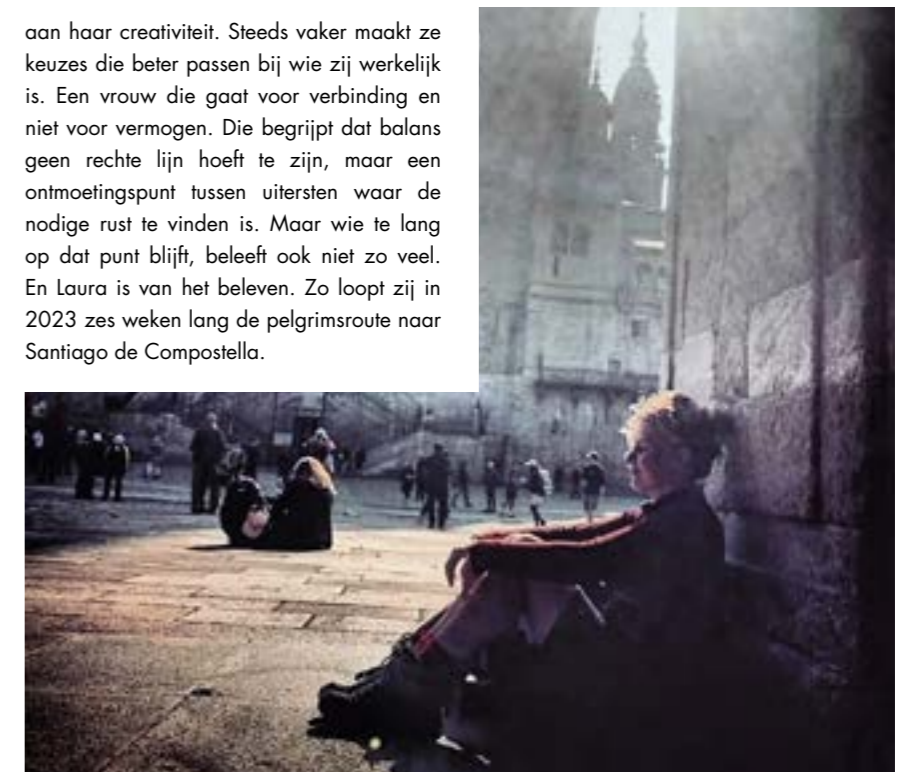 aan haar creativiteit. Steeds vaker maakt ze
keuzes die beter passen bij wie zij werkelijk
is. Een vrouw die gaat voor verbinding en
niet voor vermogen. Die begrijpt dat balans
geen rechte lijn hoeft te zijn, maar een
ontmoetingspunt tussen uitersten waar de
nodige rust te vinden is. Maar wie te lang
op dat punt blijft, beleeft ook niet zo veel.
En Laura is van het beleven. Zo loopt zij in
2023 zes weken lang de pelgrimsroute naar
Santiago de Compostella.